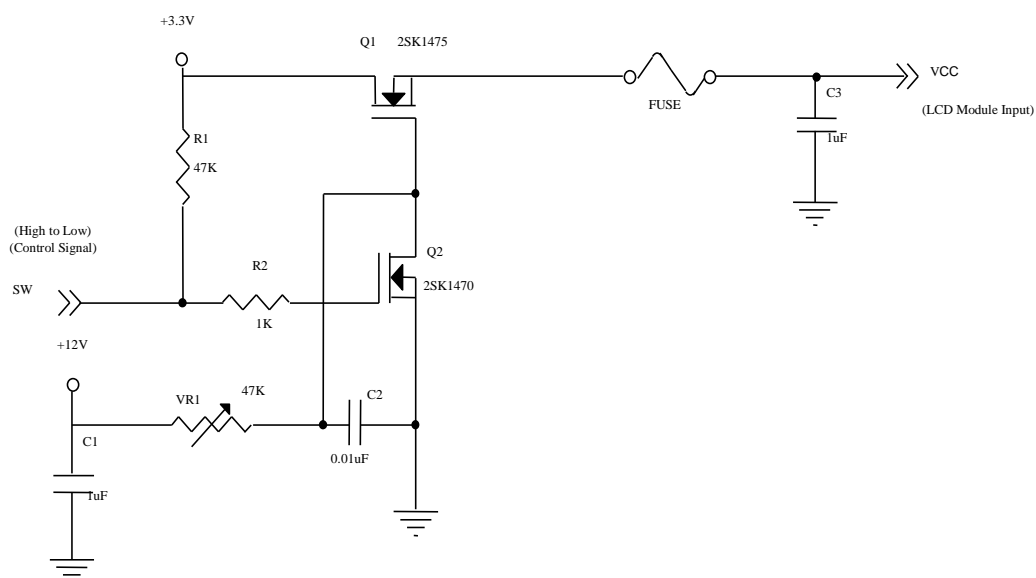 +3.3V
Q1 2SK1475
FUSE
VCC
C3
(LCD Module Input)
1uF
R1
47K
(High to Low)
(Control Signal)
SW
R2
1K
Q2
2SK1470
+12V
VR1
47K
C2
0.01uF
C1
1uF